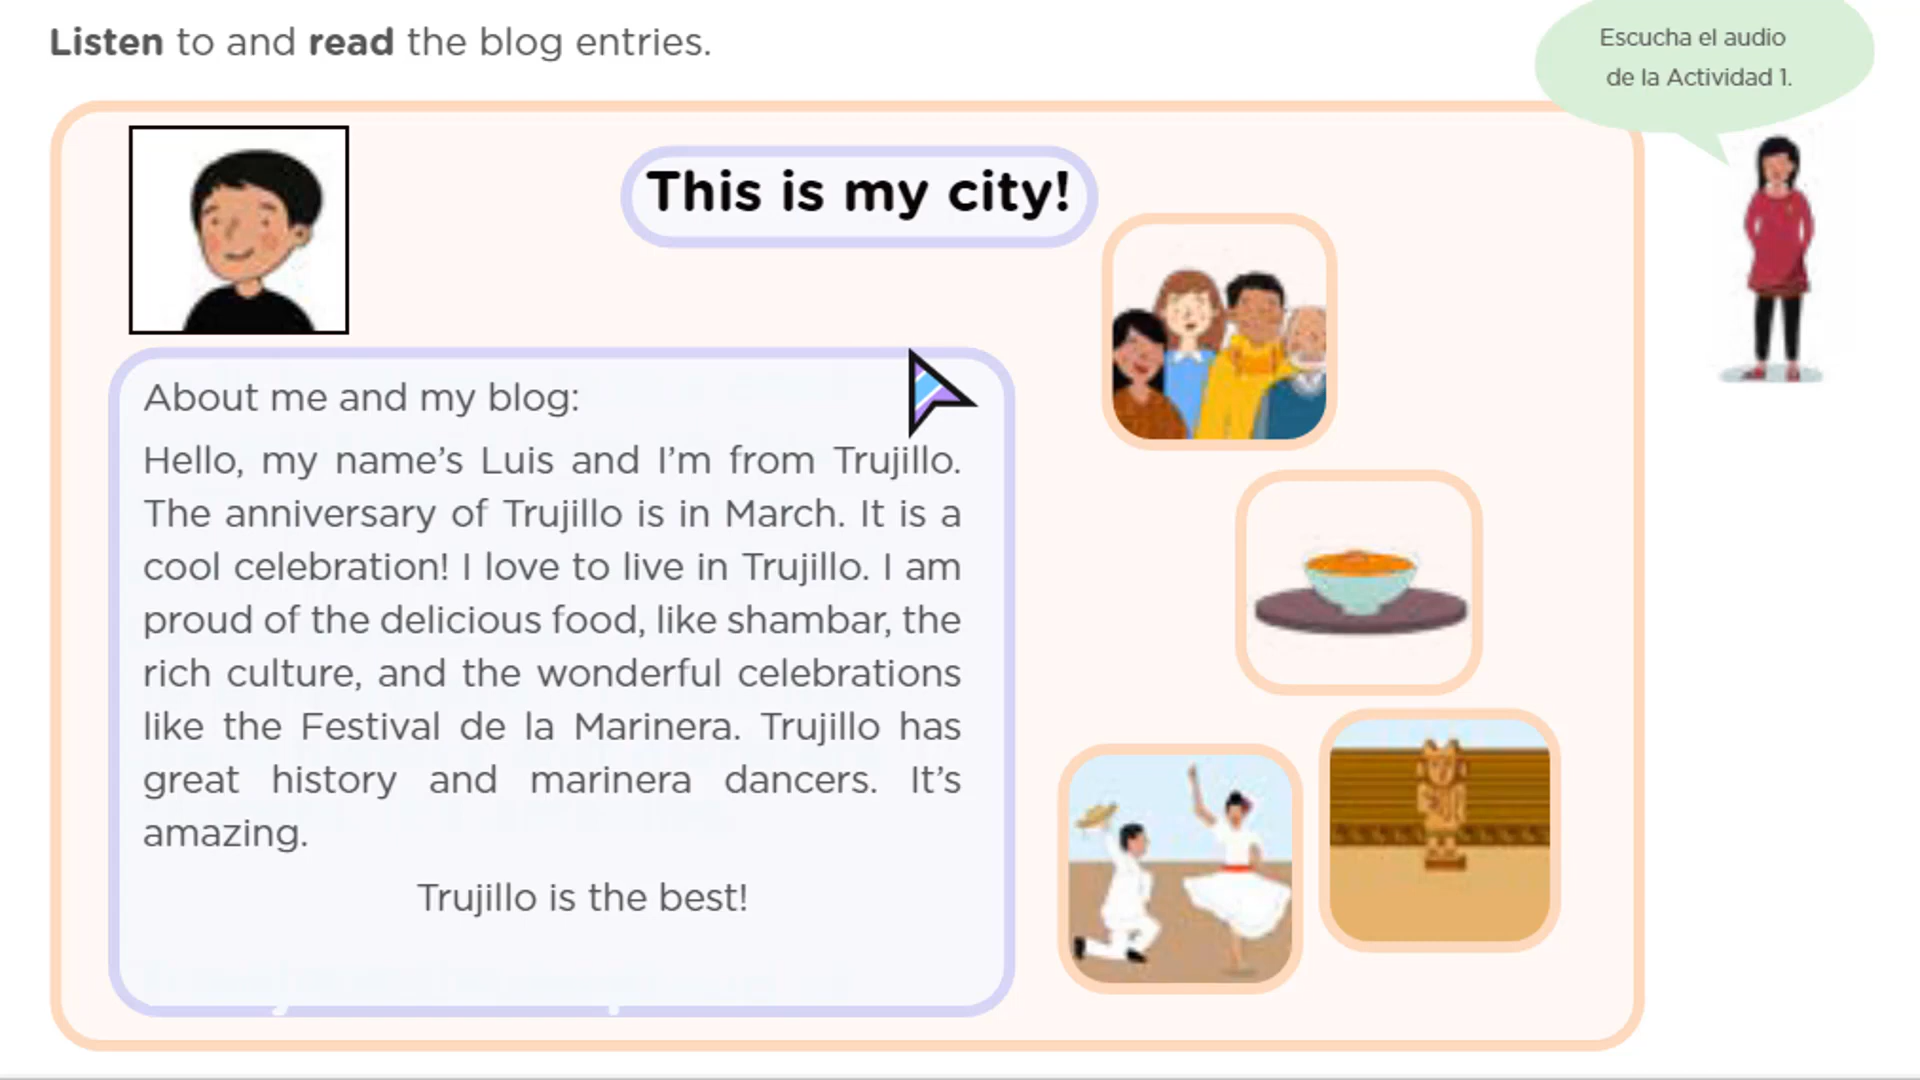 Listen to and read the blog entries.
Escucha el audio
de la Actividad 1.
This is my city!
About me and my blog:
Hello, my name’s Luis and I’m from Trujillo.
The anniversary of Trujillo is in March. It is a
cool celebration! I love to live in Trujillo. I am
proud of the delicious food, like shambar, the
rich culture, and the wonderful celebrations
like the Festival de la Marinera. Trujillo has
great history and marinera dancers. It’s
amazing.
Trujillo is the best!